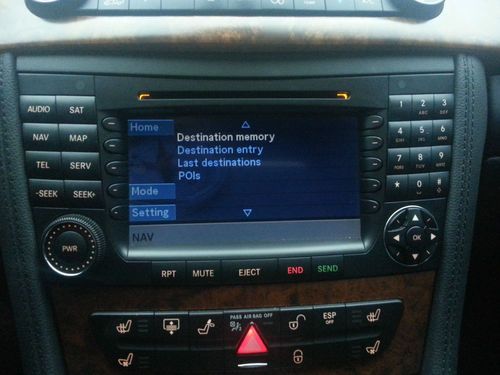 AUDIO SAT
NAV MAP
TEL SERV
-SEEK SEEK+
PWR
Home
Destination memory
Destination entry
Last destinations
POIs
Mode
Setting
NAV
1 2 3
4 5 6
7 8 9
* 0 #
OK
RPT MUTE EJECT END SEND
PASS AIR BAG OFF
ESP
OFF